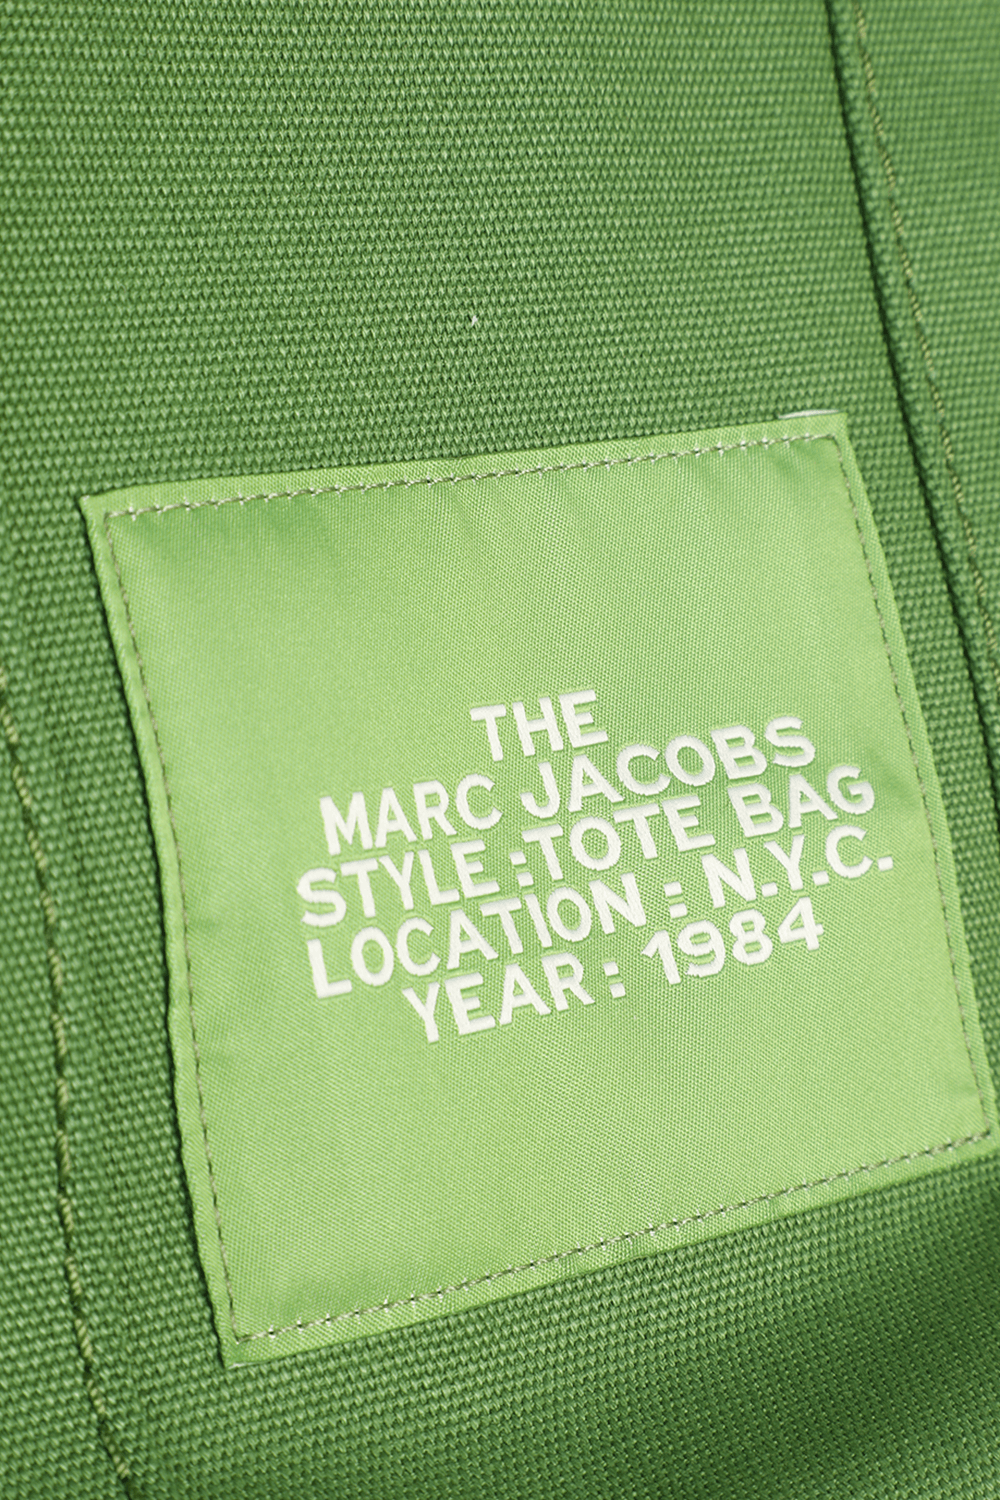 THE
MARC JACOBS
STYLE :TOTE BAG
LOCATION : N.Y.C.
YEAR : 1984